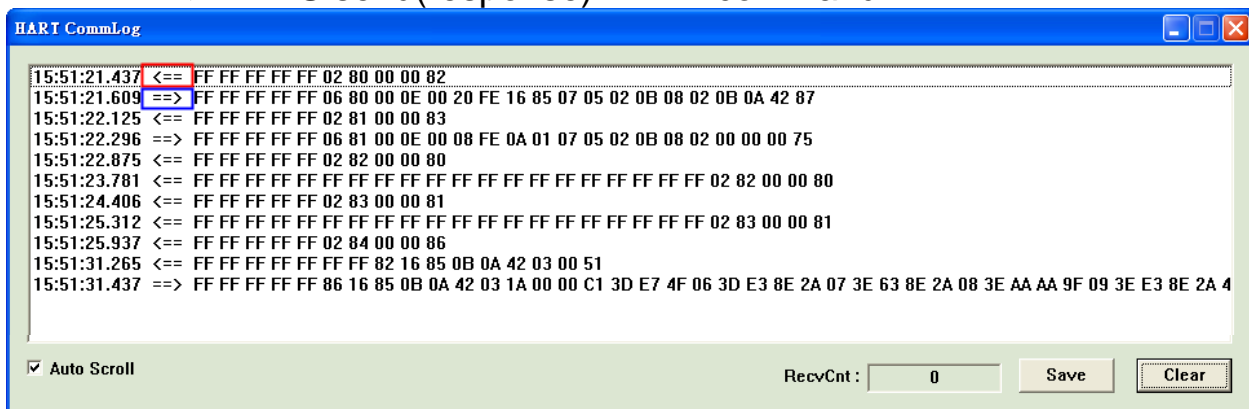 HART CommLog
15:51:21.437 <== FF FF FF FF FF 02 80 00 00 82
15:51:21.609 ==> FF FF FF FF FF 06 80 00 0E 00 20 FE 16 85 07 05 02 0B 08 02 0B 0A 42 87
15:51:22.125 <== FF FF FF FF FF 02 81 00 00 83
15:51:22.296 ==> FF FF FF FF FF 06 81 00 0E 00 08 FE 0A 01 07 05 02 0B 08 02 00 00 00 75
15:51:22.875 <== FF FF FF FF FF 02 82 00 00 80
15:51:23.781 <== FF FF FF FF FF FF FF FF FF FF FF FF FF FF FF FF FF FF FF FF 02 82 00 00 80
15:51:24.406 <== FF FF FF FF FF 02 83 00 00 81
15:51:25.312 <== FF FF FF FF FF FF FF FF FF FF FF FF FF FF FF FF FF FF FF FF 02 83 00 00 81
15:51:25.937 <== FF FF FF FF FF 02 84 00 00 86
15:51:31.265 <== FF FF FF FF FF FF FF 82 16 85 0B 0A 42 03 00 51
15:51:31.437 ==> FF FF FF FF FF 86 16 85 0B 0A 42 03 1A 00 00 C1 3D E7 4F 06 3D E3 8E 2A 07 3E 63 8E 2A 08 3E AA AA 9F 09 3E E3 8E 2A 4
Auto Scroll
RecvCnt : 0 Save Clear